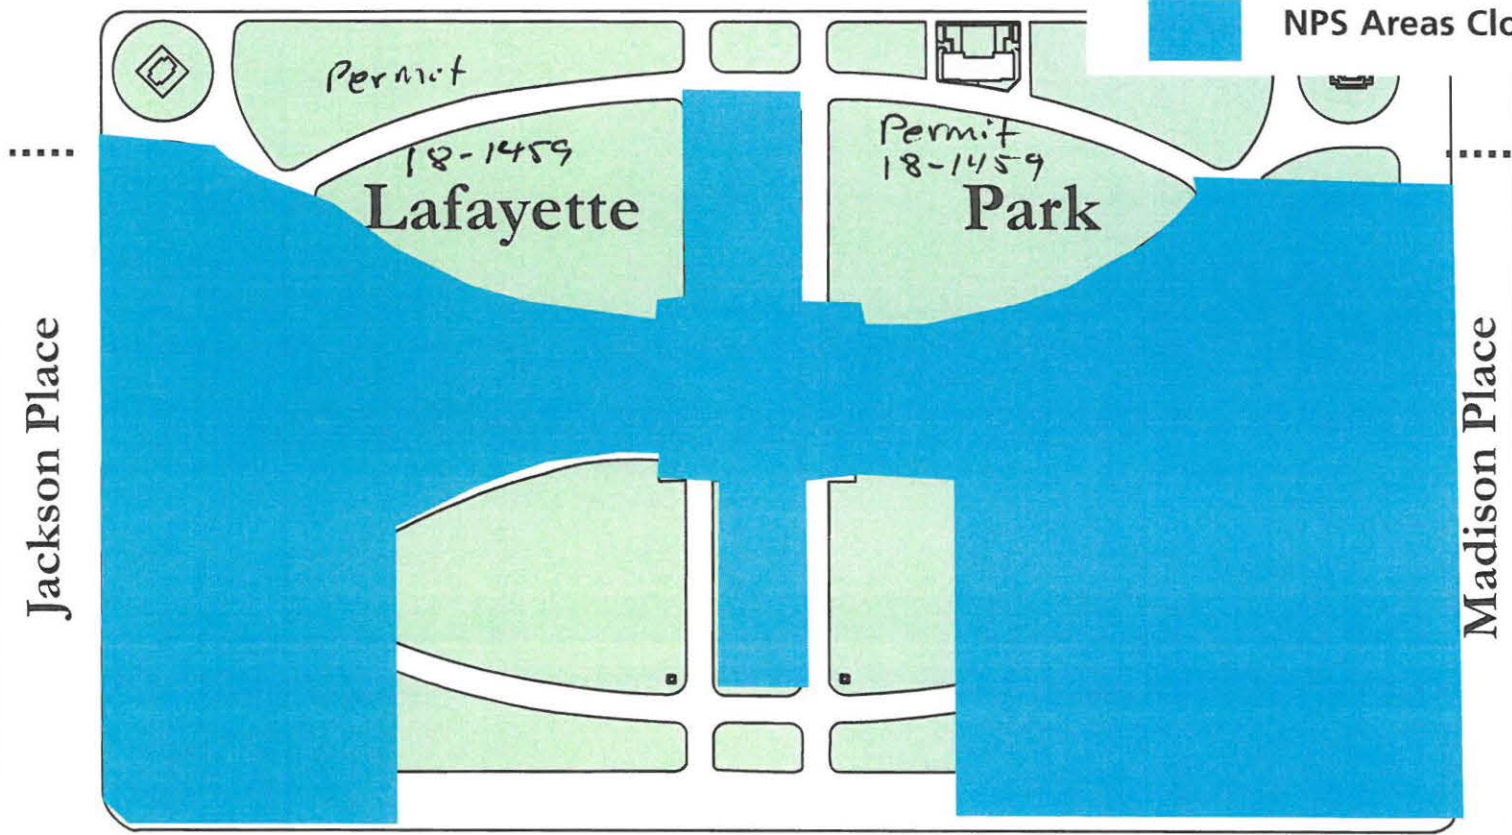 NPS Areas Clo
Permit
18-1459
Permit
18-1459
Lafayette Park
Jackson Place
Madison Place